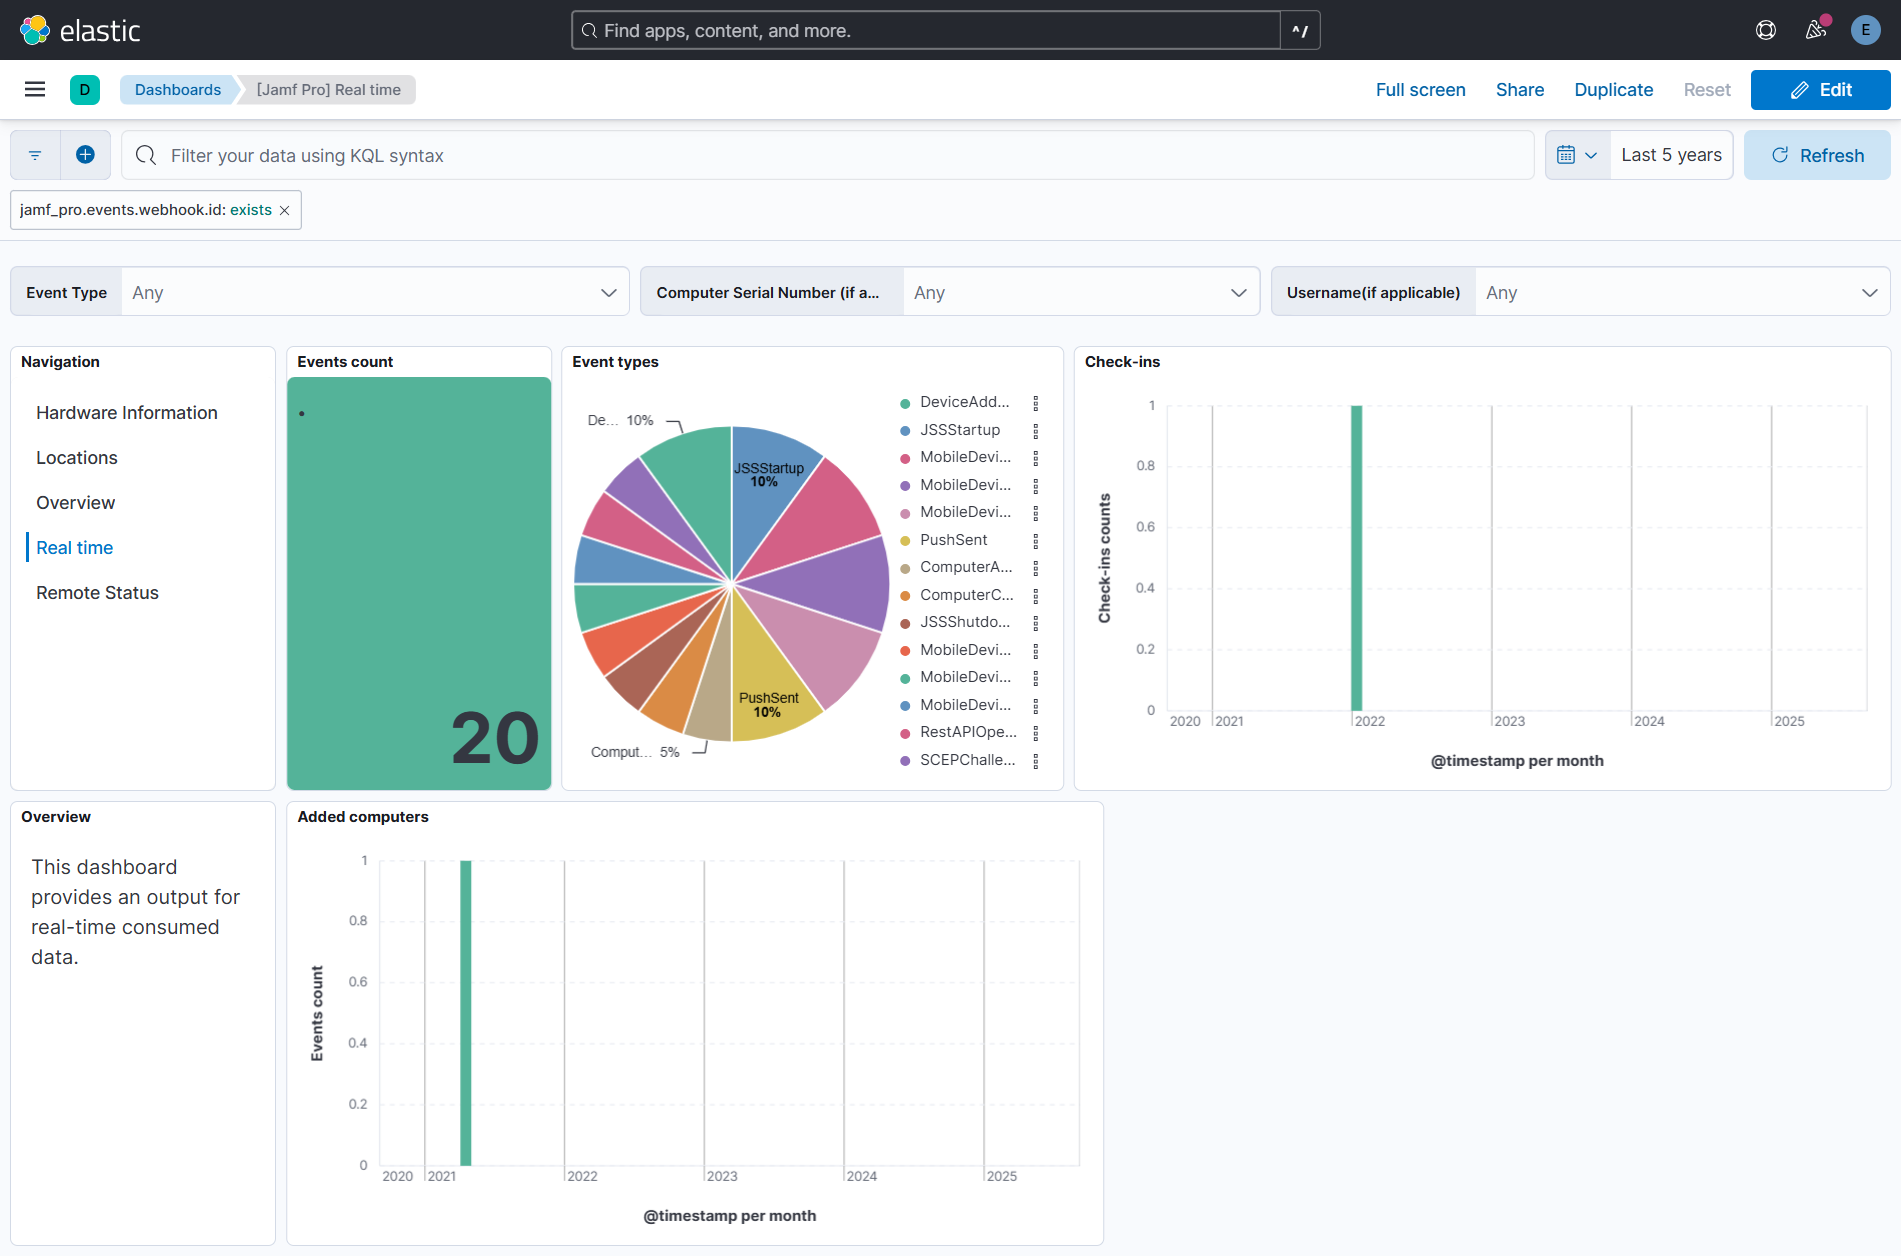 elastic
Find apps, content, and more.
^/
E
D
Dashboards
[Jamf Pro] Real time
Full screen
Share
Duplicate
Reset
Edit
Filter your data using KQL syntax
Last 5 years
Refresh
jamf_pro.events.webhook.id: exists
Event Type
Any
Computer Serial Number (if a...
Any
Username(if applicable)
Any
Navigation
Hardware Information
Locations
Overview
Real time
Remote Status
Events count
20
Event types
De... 10%
JSSStartup
10%
PushSent
10%
Comput... 5%
DeviceAdd...
JSSStartup
MobileDevi...
MobileDevi...
MobileDevi...
PushSent
ComputerA...
ComputerC...
JSSShutdo...
MobileDevi...
MobileDevi...
MobileDevi...
RestAPIOpe...
SCEPChalle...
Check-ins
Check-ins counts
1
0.8
0.6
0.4
0.2
0
2020
2021
2022
2023
2024
2025
@timestamp per month
Overview
This dashboard
provides an output for
real-time consumed
data.
Added computers
Events count
1
0.8
0.6
0.4
0.2
0
2020
2021
2022
2023
2024
2025
@timestamp per month